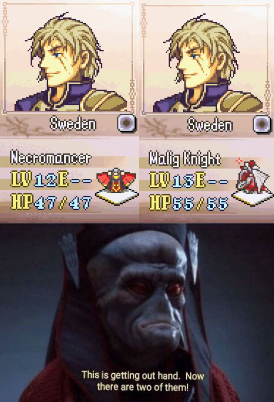 Sweden
Sweden
Necromancer
LV12E--
HP47/47
Malig Knight
LV13E--
HP55/55
This is getting out hand. Now
there are two of them!